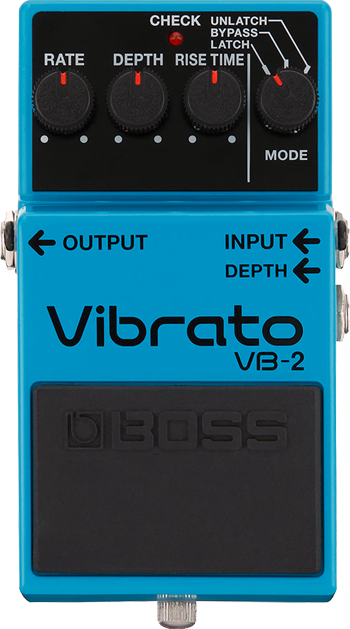 CHECK
UNLATCH
BYPASS
LATCH
RATE
DEPTH
RISE TIME
MODE
OUTPUT
INPUT
DEPTH
Vibrato
VB-2
BOSS